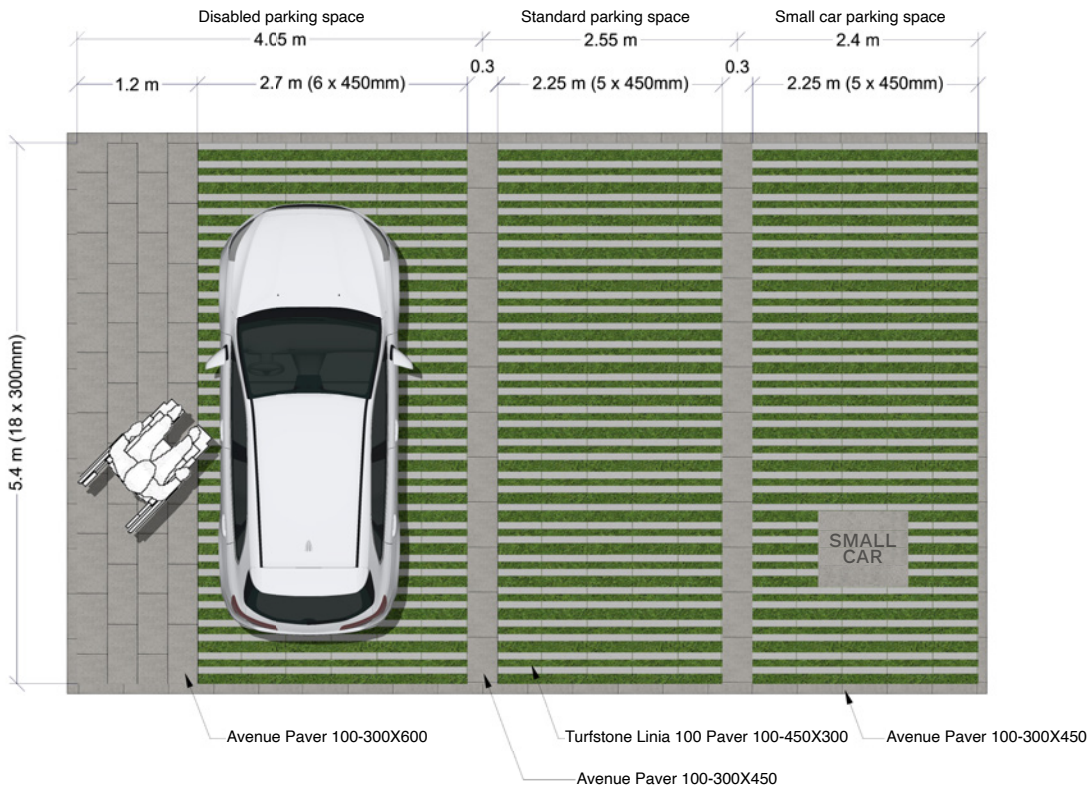 Disabled parking space
Standard parking space
Small car parking space
4.05 m
2.55 m
2.4 m
0.3
0.3
1.2 m
2.7 m (6 x 450mm)
2.25 m (5 x 450mm)
2.25 m (5 x 450mm)
5.4 m (18 x 300mm)
SMALL
CAR
Avenue Paver 100-300X600
Turfstone Linia 100 Paver 100-450X300
Avenue Paver 100-300X450
Avenue Paver 100-300X450